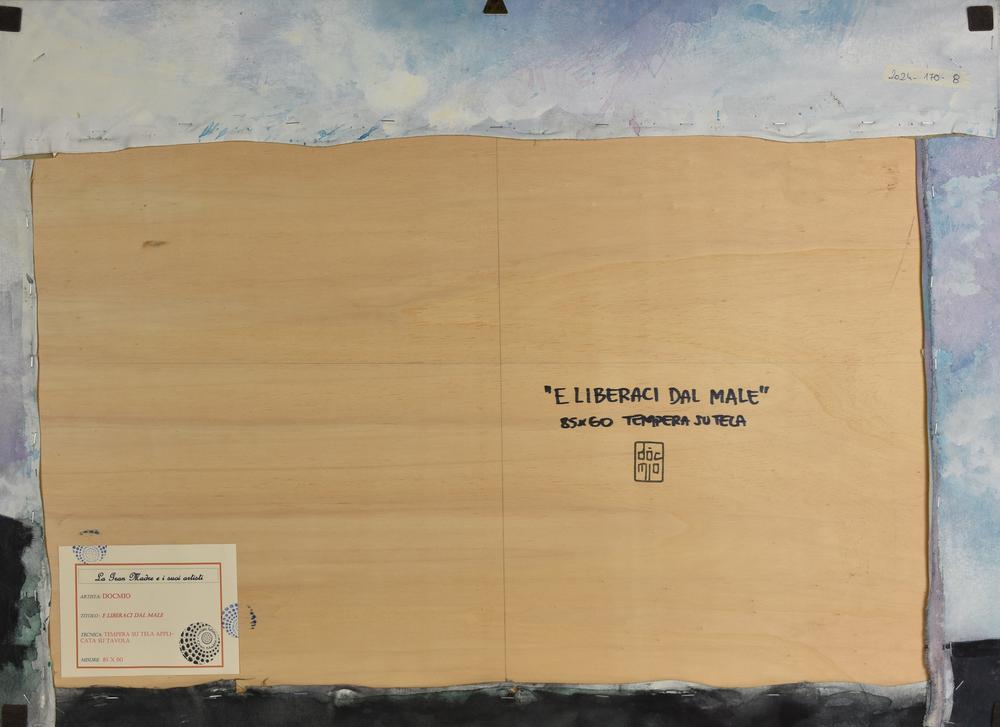 2024-170-8
"E LIBERACI DAL MALE"
85x60 TEMPERA SU TELA
dòc
mio
La Gran Madre e i suoi artisti
ARTISTA: DOCMIO
TITOLO: E LIBERACI DAL MALE
TECNICA: TEMPERA SU TELA APPLI-
CATA SU TAVOLA
MISURE: 85 X 60